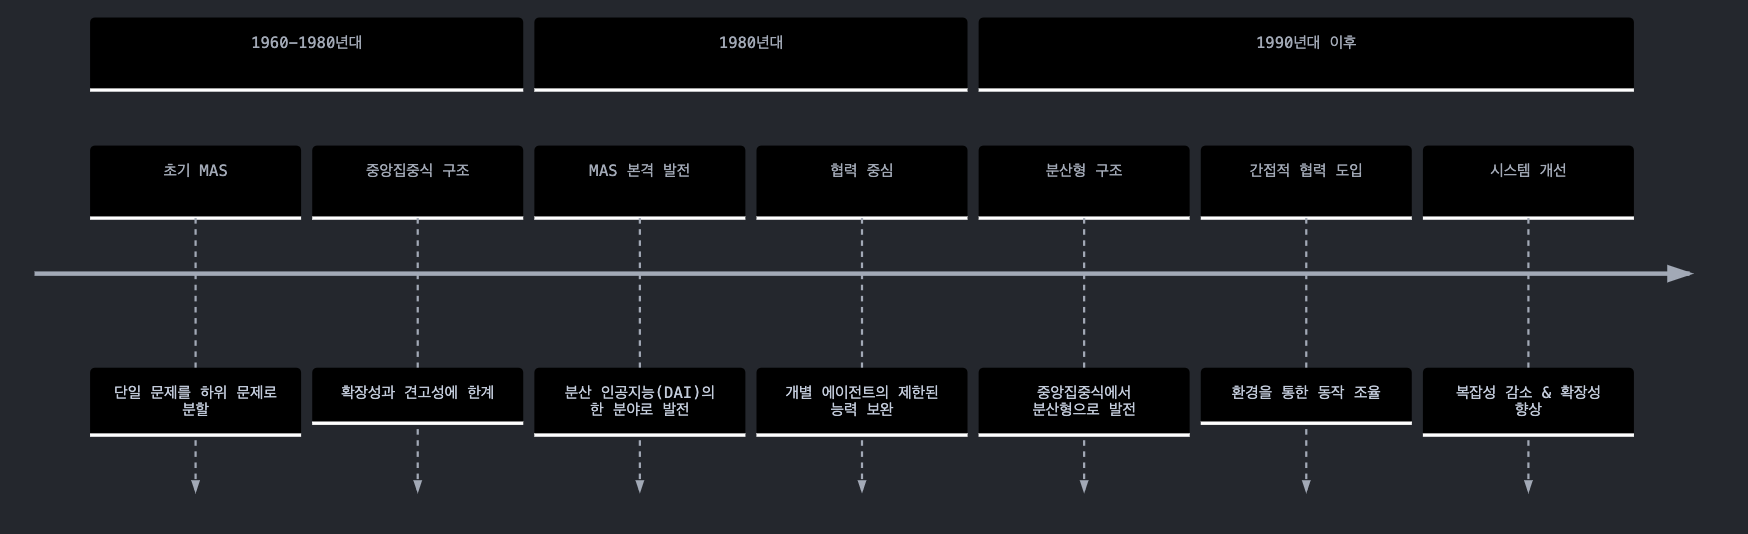 1960–1980년대
1980년대
1990년대 이후
초기 MAS
중앙집중식 구조
MAS 본격 발전
협력 중심
분산형 구조
간접적 협력 도입
시스템 개선
단일 문제를 하위 문제로
분할
확장성과 견고성에 한계
분산 인공지능(DAI)의
한 분야로 발전
개별 에이전트의 제한된
능력 보완
중앙집중식에서
분산형으로 발전
환경을 통한 동작 조율
복잡성 감소 & 확장성
향상